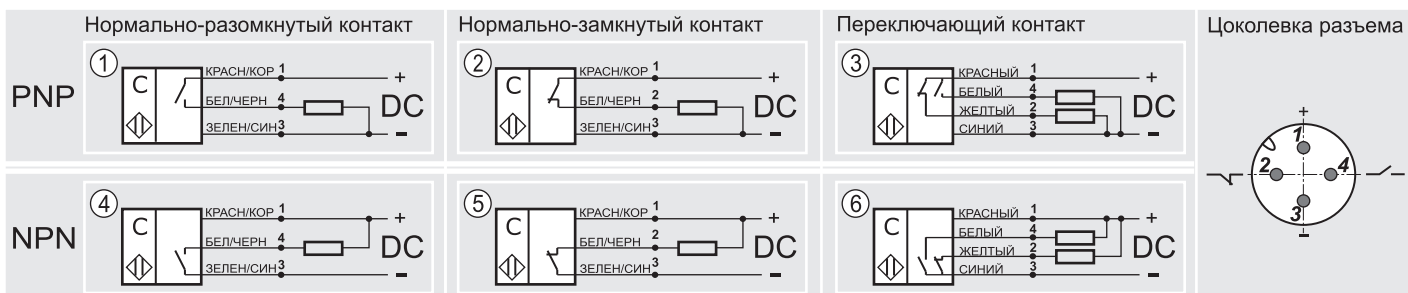 Нормально-разомкнутый контакт
Нормально-замкнутый контакт
Переключающий контакт
Цоколевка разъема
PNP
1
C
КРАСН/КОР 1
БЕЛ/ЧЕРН 4
ЗЕЛЕН/СИН 3
+
DC
-
2
C
КРАСН/КОР 1
БЕЛ/ЧЕРН 2
ЗЕЛЕН/СИН 3
+
DC
-
3
C
КРАСНЫЙ 1
БЕЛЫЙ 4
ЖЕЛТЫЙ 2
СИНИЙ 3
+
DC
-
NPN
4
C
КРАСН/КОР 1
БЕЛ/ЧЕРН 4
ЗЕЛЕН/СИН 3
+
DC
-
5
C
КРАСН/КОР 1
БЕЛ/ЧЕРН 2
ЗЕЛЕН/СИН 3
+
DC
-
6
C
КРАСНЫЙ 1
БЕЛЫЙ 4
ЖЕЛТЫЙ 2
СИНИЙ 3
+
DC
-
+
1
2
4
3
-